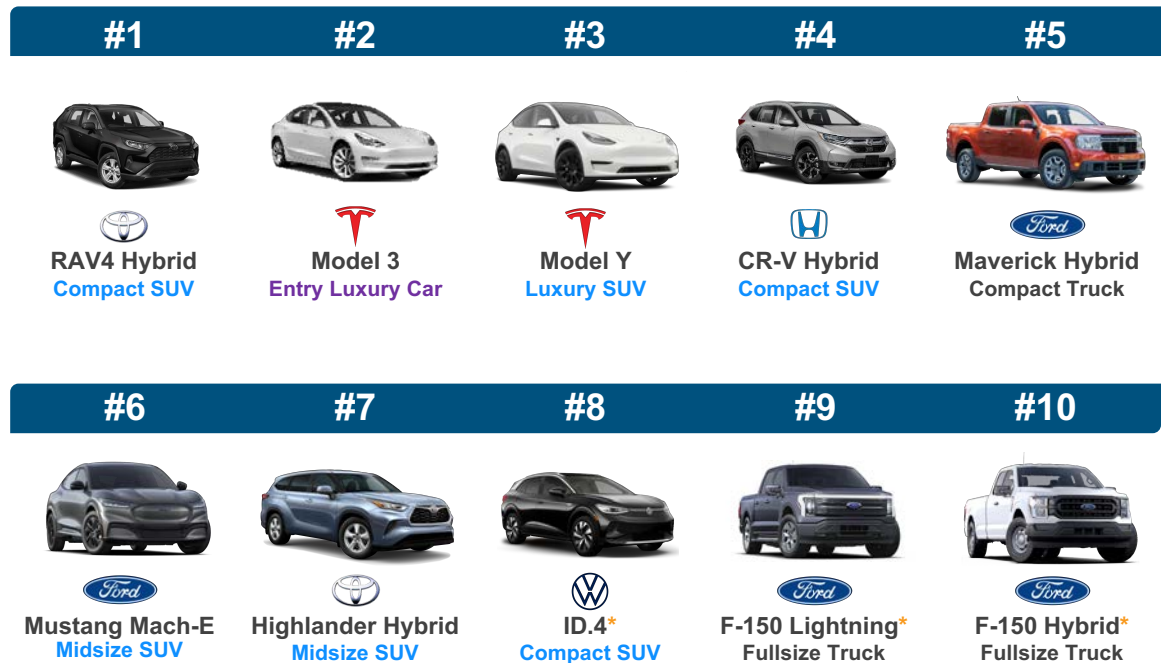 #1 #2 #3 #4 #5
Ford
RAV4 Hybrid Model 3 Model Y CR-V Hybrid Maverick Hybrid
Compact SUV Entry Luxury Car Luxury SUV Compact SUV Compact Truck
#6 #7 #8 #9 #10
Ford Ford Ford
Mustang Mach-E Highlander Hybrid ID.4* F-150 Lightning* F-150 Hybrid*
Midsize SUV Midsize SUV Compact SUV Fullsize Truck Fullsize Truck